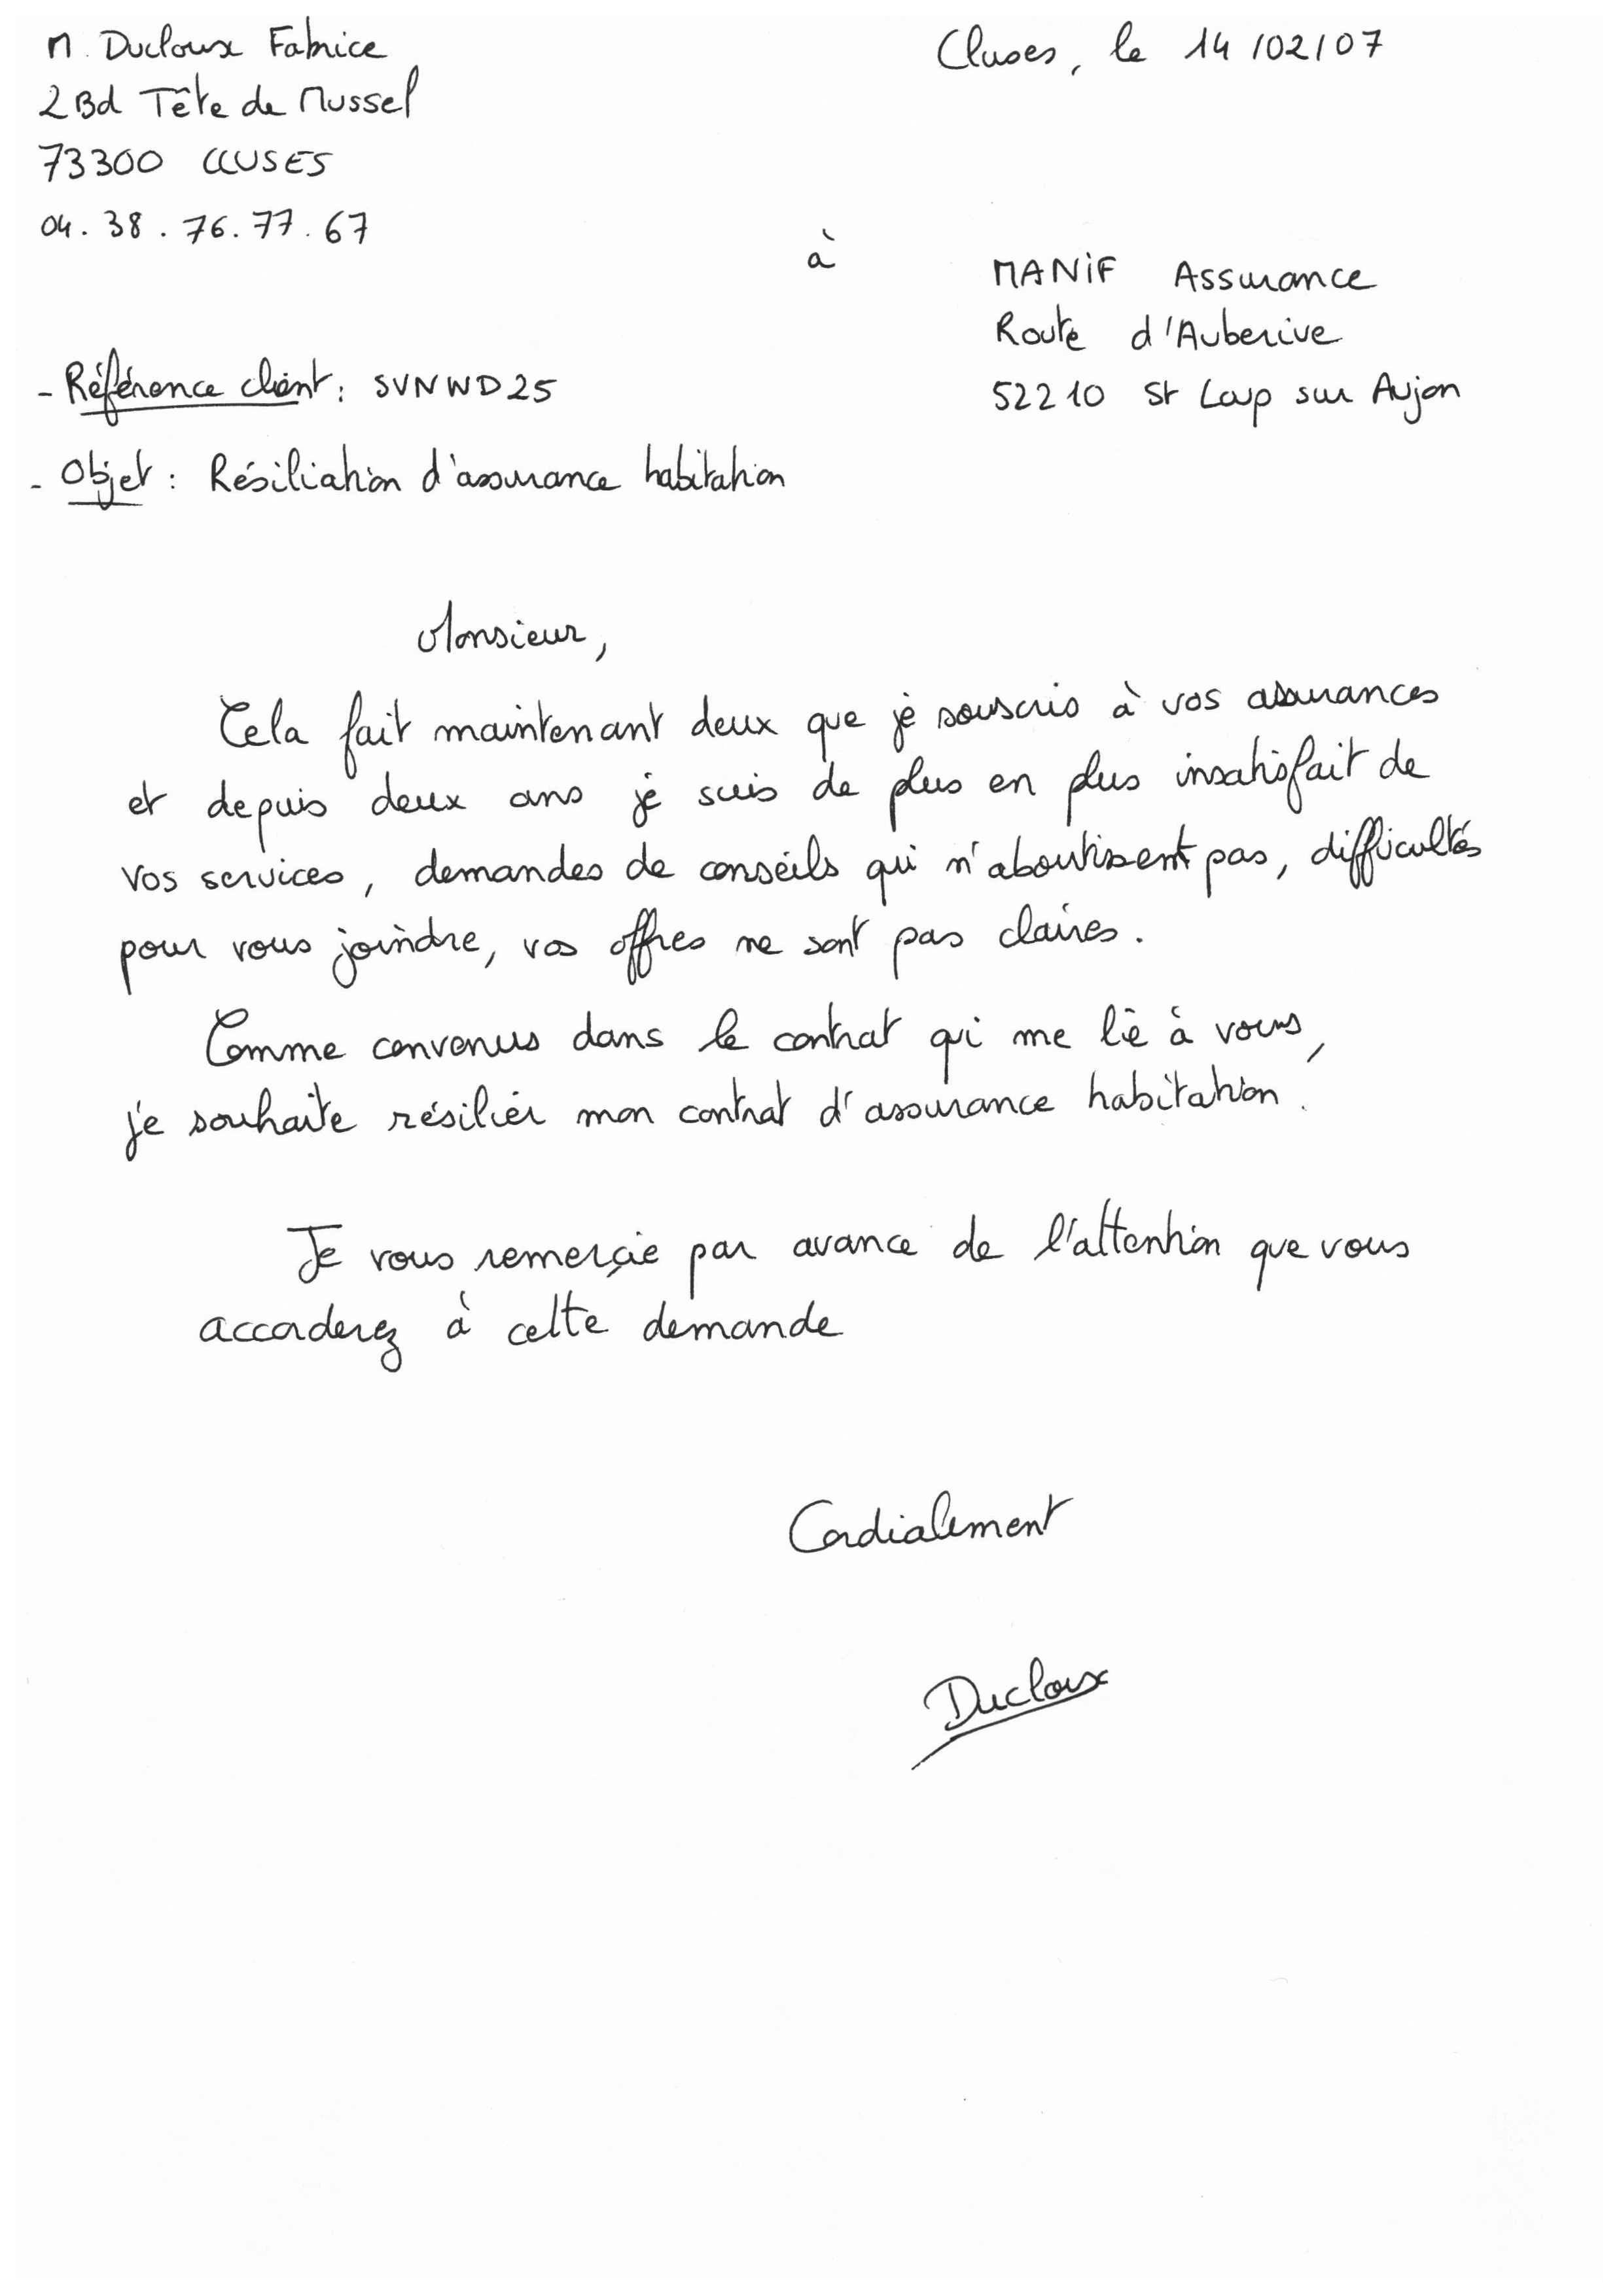 M. Ducloux Fabrice
2 Bd Tête de Mussel
73300 CLUSES
04. 38. 76. 77. 67
Cluses, le 14/02/07
à
MANiF Assurance
Route d'Auberive
52210 St Loup sur Aujon
- Référence client : SVNWD25
- Objet : Résiliation d'assurance habitation
Monsieur,
Cela fait maintenant deux que je souscris à vos assurances
et depuis deux ans je suis de plus en plus insatisfait de
vos services, demandes de conseils qui n'aboutissent pas, difficultés
pour vous joindre, vos offres ne sont pas claires.
Comme convenus dans le contrat qui me lie à vous,
je souhaite résilier mon contrat d'assurance habitation.
Je vous remerçie par avance de l'attention que vous
accorderez à cette demande
Cordialement
Ducloux